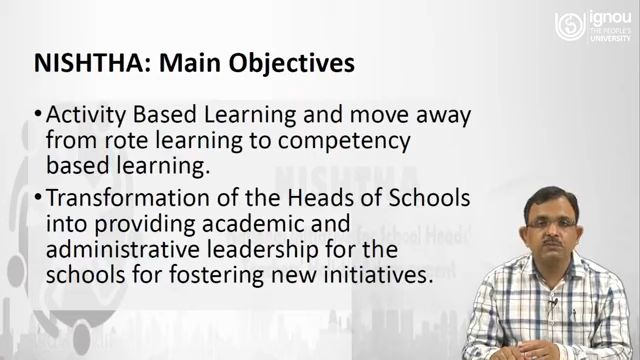 ignou
THE PEOPLE'S
UNIVERSITY
NISHTHA: Main Objectives
•Activity Based Learning and move away
from rote learning to competency
based learning.
•Transformation of the Heads of Schools
into providing academic and
administrative leadership for the
schools for fostering new initiatives.